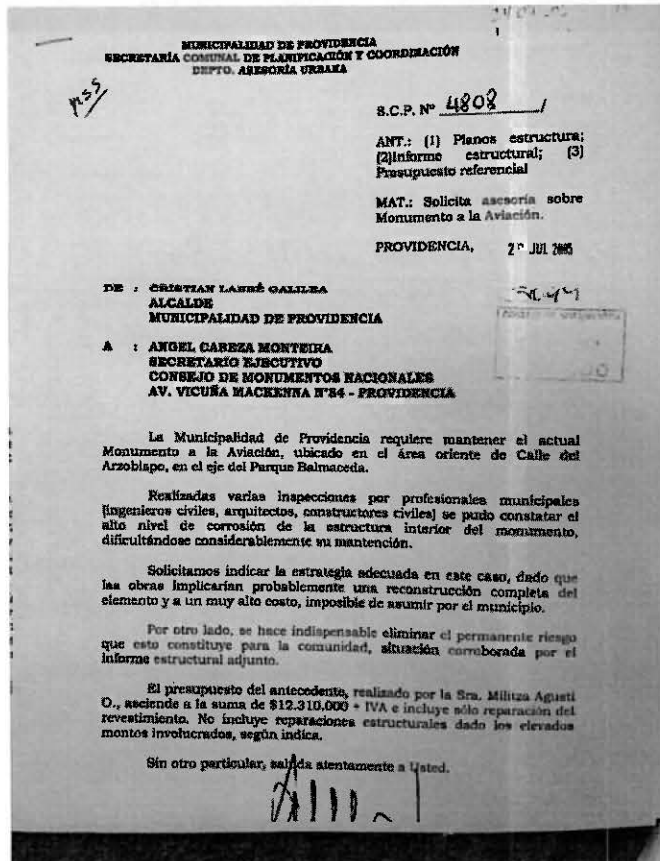 MUNICIPALIDAD DE PROVIDENCIA
SECRETARÍA COMUNAL DE PLANIFICACIÓN Y COORDINACIÓN
DEPTO. ASESORÍA URBANA
S.C.P. Nº 4808 /
ANT.: (1) Planos estructura;
(2)Informe estructural; (3)
Presupuesto referencial
MAT.: Solicita asesoría sobre
Monumento a la Aviación.
PROVIDENCIA, JUL 2005
DE : CRISTIAN LABBÉ GALILEA
ALCALDE
MUNICIPALIDAD DE PROVIDENCIA
A : ANGEL CABEZA MONTEIRA
SECRETARIO EJECUTIVO
CONSEJO DE MONUMENTOS NACIONALES
AV. VICUÑA MACKENNA Nº84 - PROVIDENCIA
La Municipalidad de Providencia requiere mantener el actual
Monumento a la Aviación, ubicado en el área oriente de Calle del
Arzobispo, en el eje del Parque Balmaceda.
Realizadas varias inspecciones por profesionales municipales
(ingenieros civiles, arquitectos, constructores civiles) se pudo constatar el
alto nivel de corrosión de la estructura interior del monumento,
dificultándose considerablemente su mantención.
Solicitamos indicar la estrategia adecuada en este caso, dado que
las obras implicarían probablemente una reconstrucción completa del
elemento y a un muy alto costo, imposible de asumir por el municipio.
Por otro lado, se hace indispensable eliminar el permanente riesgo
que esto constituye para la comunidad, situación corroborada por el
informe estructural adjunto.
El presupuesto del antecedente, realizado por la Sra. Militza Agusti
O., asciende a la suma de $12.310.000 + IVA e incluye sólo reparación del
revestimiento. No incluye reparaciones estructurales dado los elevados
montos involucrados, según indica.
Sin otro particular, saluda atentamente a Usted.